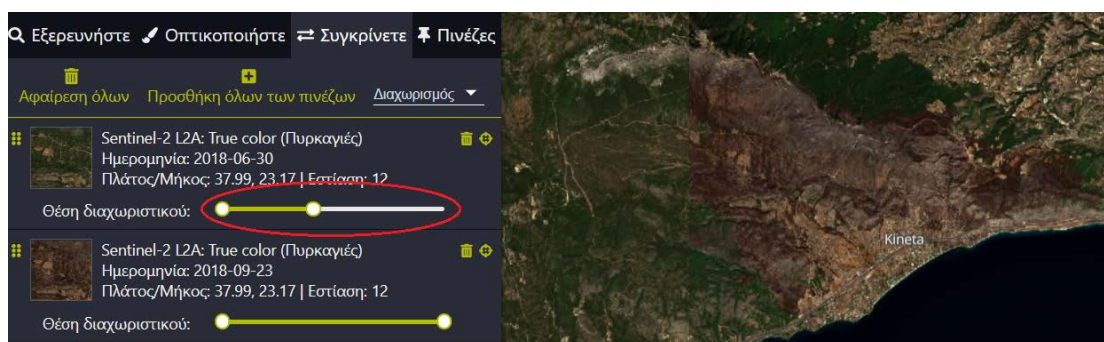 Εξερευνήστε Οπτικοποιήστε Συγκρίνετε Πινέζες
Αφαίρεση όλων Προσθήκη όλων των πινέζων Διαχωρισμός
Sentinel-2 L2A: True color (Πυρκαγιές)
Ημερομηνία: 2018-06-30
Πλάτος/Μήκος: 37.99, 23.17 | Εστίαση: 12
Θέση διαχωριστικού:
Sentinel-2 L2A: True color (Πυρκαγιές)
Ημερομηνία: 2018-09-23
Πλάτος/Μήκος: 37.99, 23.17 | Εστίαση: 12
Θέση διαχωριστικού:
Kineta